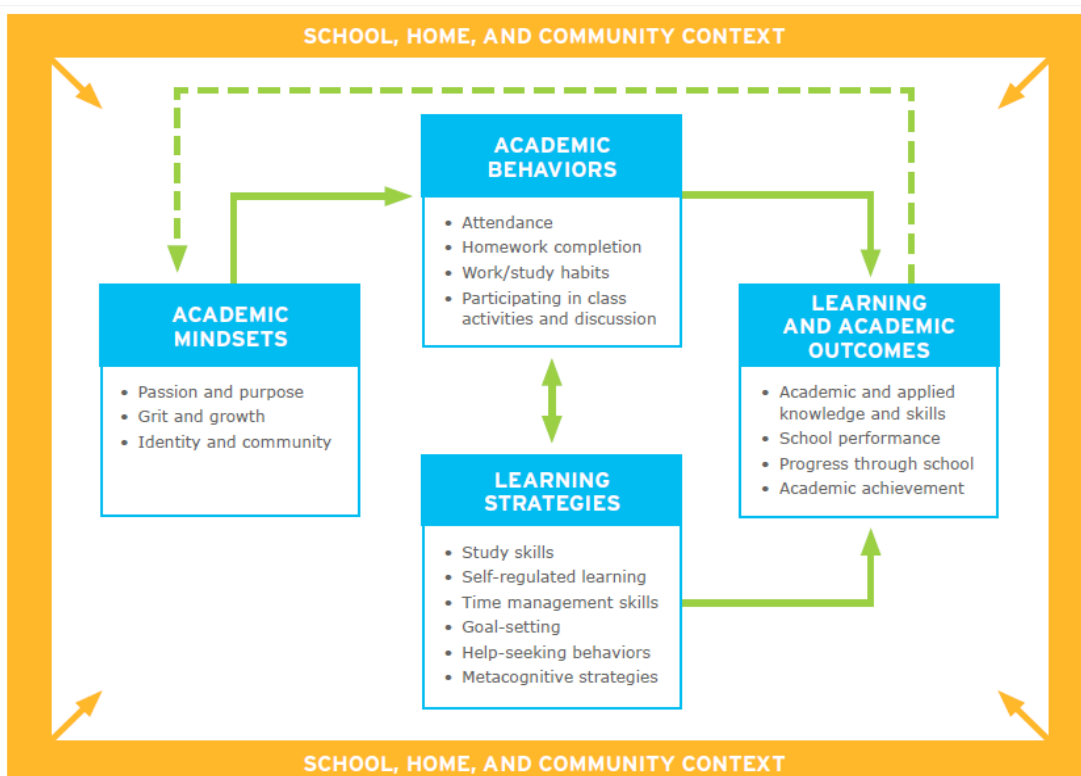 SCHOOL, HOME, AND COMMUNITY CONTEXT
ACADEMIC
BEHAVIORS
• Attendance
• Homework completion
• Work/study habits
• Participating in class
activities and discussion
ACADEMIC
MINDSETS
• Passion and purpose
• Grit and growth
• Identity and community
LEARNING
AND ACADEMIC
OUTCOMES
• Academic and applied
knowledge and skills
• School performance
• Progress through school
• Academic achievement
LEARNING
STRATEGIES
• Study skills
• Self-regulated learning
• Time management skills
• Goal-setting
• Help-seeking behaviors
• Metacognitive strategies
SCHOOL, HOME, AND COMMUNITY CONTEXT